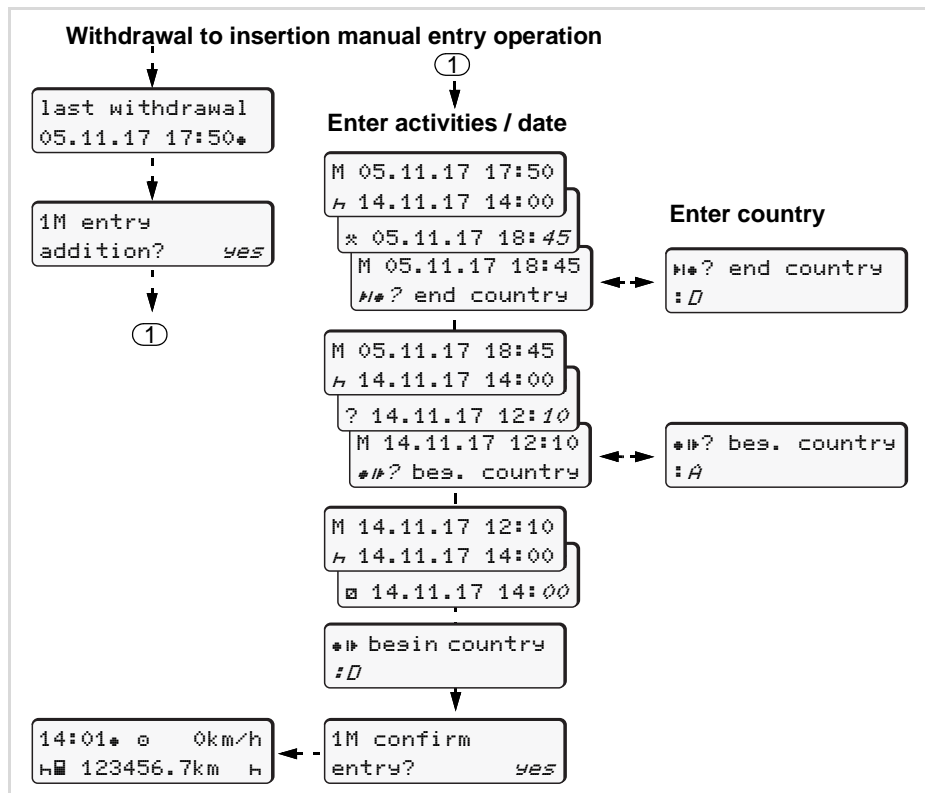 Withdrawal to insertion manual entry operation
last withdrawal
05.11.17 17:50
1M entry
addition? yes
1
1
Enter activities / date
M 05.11.17 17:50
14.11.17 14:00
05.11.17 18:45
M 05.11.17 18:45
? end country
Enter country
? end country
:D
M 05.11.17 18:45
14.11.17 14:00
? 14.11.17 12:10
M 14.11.17 12:10
? beg. country
? beg. country
:A
M 14.11.17 12:10
14.11.17 14:00
14.11.17 14:00
begin country
:D
1M confirm
entry? yes
14:01 0km/h
123456.7km